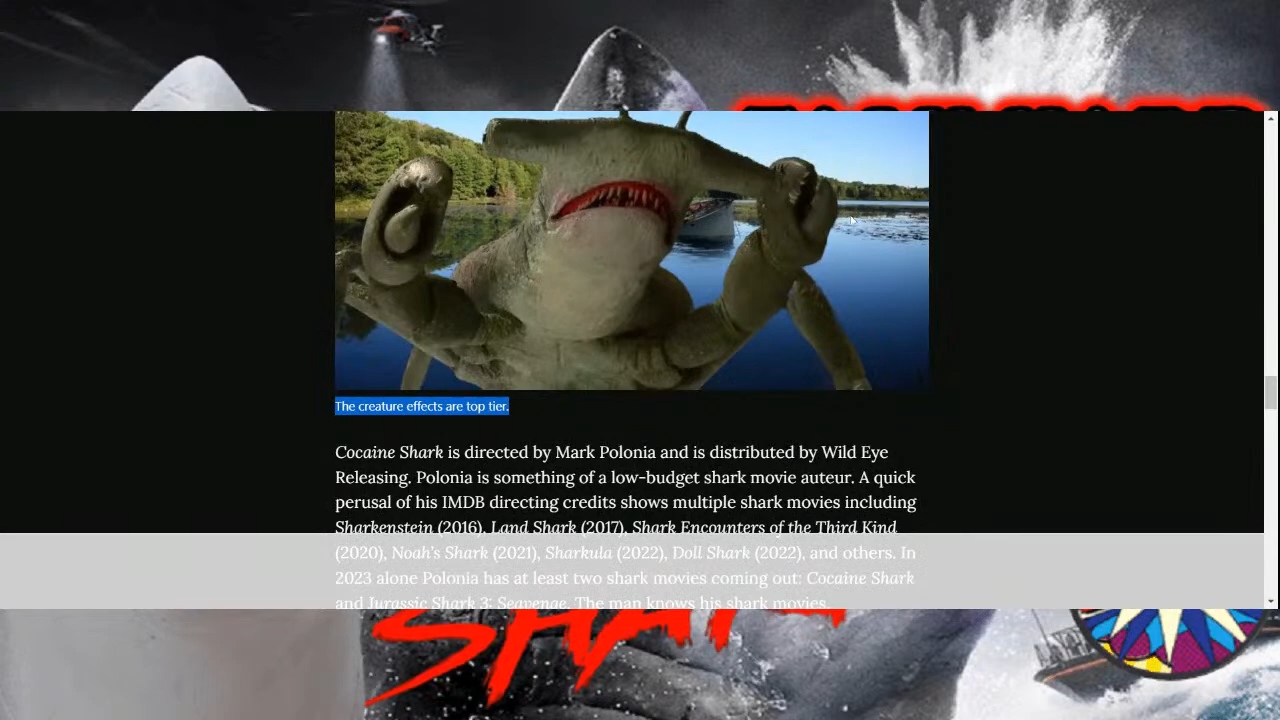 The creature effects are top tier.
Cocaine Shark is directed by Mark Polonia and is distributed by Wild Eye
Releasing. Polonia is something of a low-budget shark movie auteur. A quick
perusal of his IMDB directing credits shows multiple shark movies including
Sharkenstein (2016), Land Shark (2017), Shark Encounters of the Third Kind
(2020), Noah's Shark (2021), Sharkula (2022), Doll Shark (2022), and others. In
2023 alone Polonia has at least two shark movies coming out: Cocaine Shark
and Jurassic Shark 3: Seavenge. The man knows his shark movies.